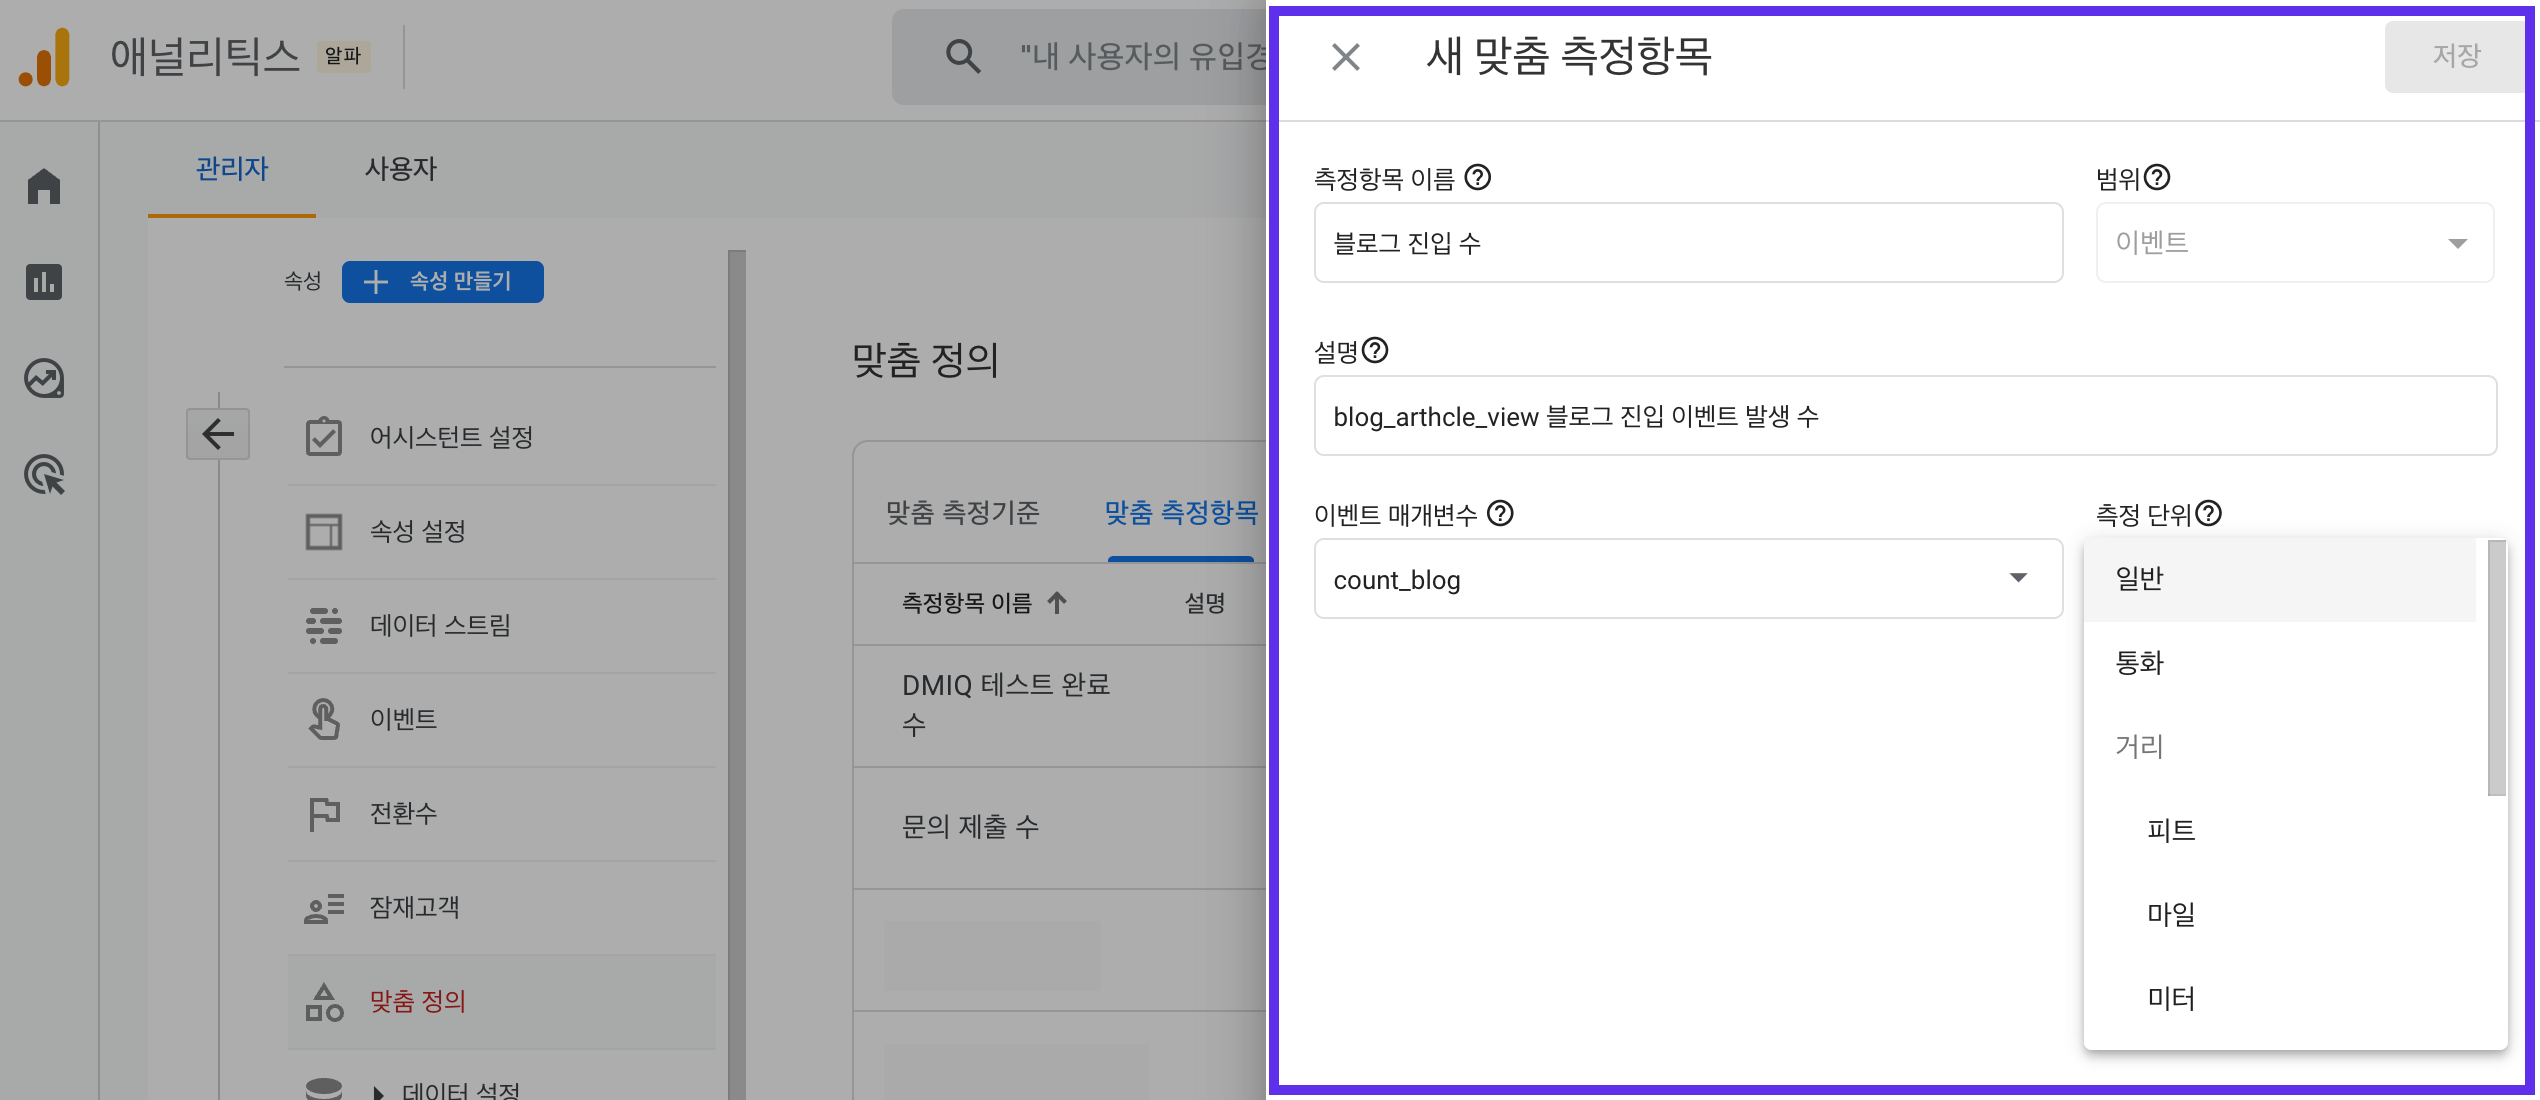 애널리틱스 알파
"내 사용자의 유입경
관리자 사용자
속성 속성 만들기
어시스턴트 설정
속성 설정
데이터 스트림
이벤트
전환수
잠재고객
맞춤 정의
데이터 설정
맞춤 정의
맞춤 측정기준 맞춤 측정항목
측정항목 이름 설명
DMIQ 테스트 완료
수
문의 제출 수
새 맞춤 측정항목 저장
측정항목 이름 범위
블로그 진입 수 이벤트
설명
blog_arthcle_view 블로그 진입 이벤트 발생 수
이벤트 매개변수 측정 단위
count_blog
일반
통화
거리
피트
마일
미터